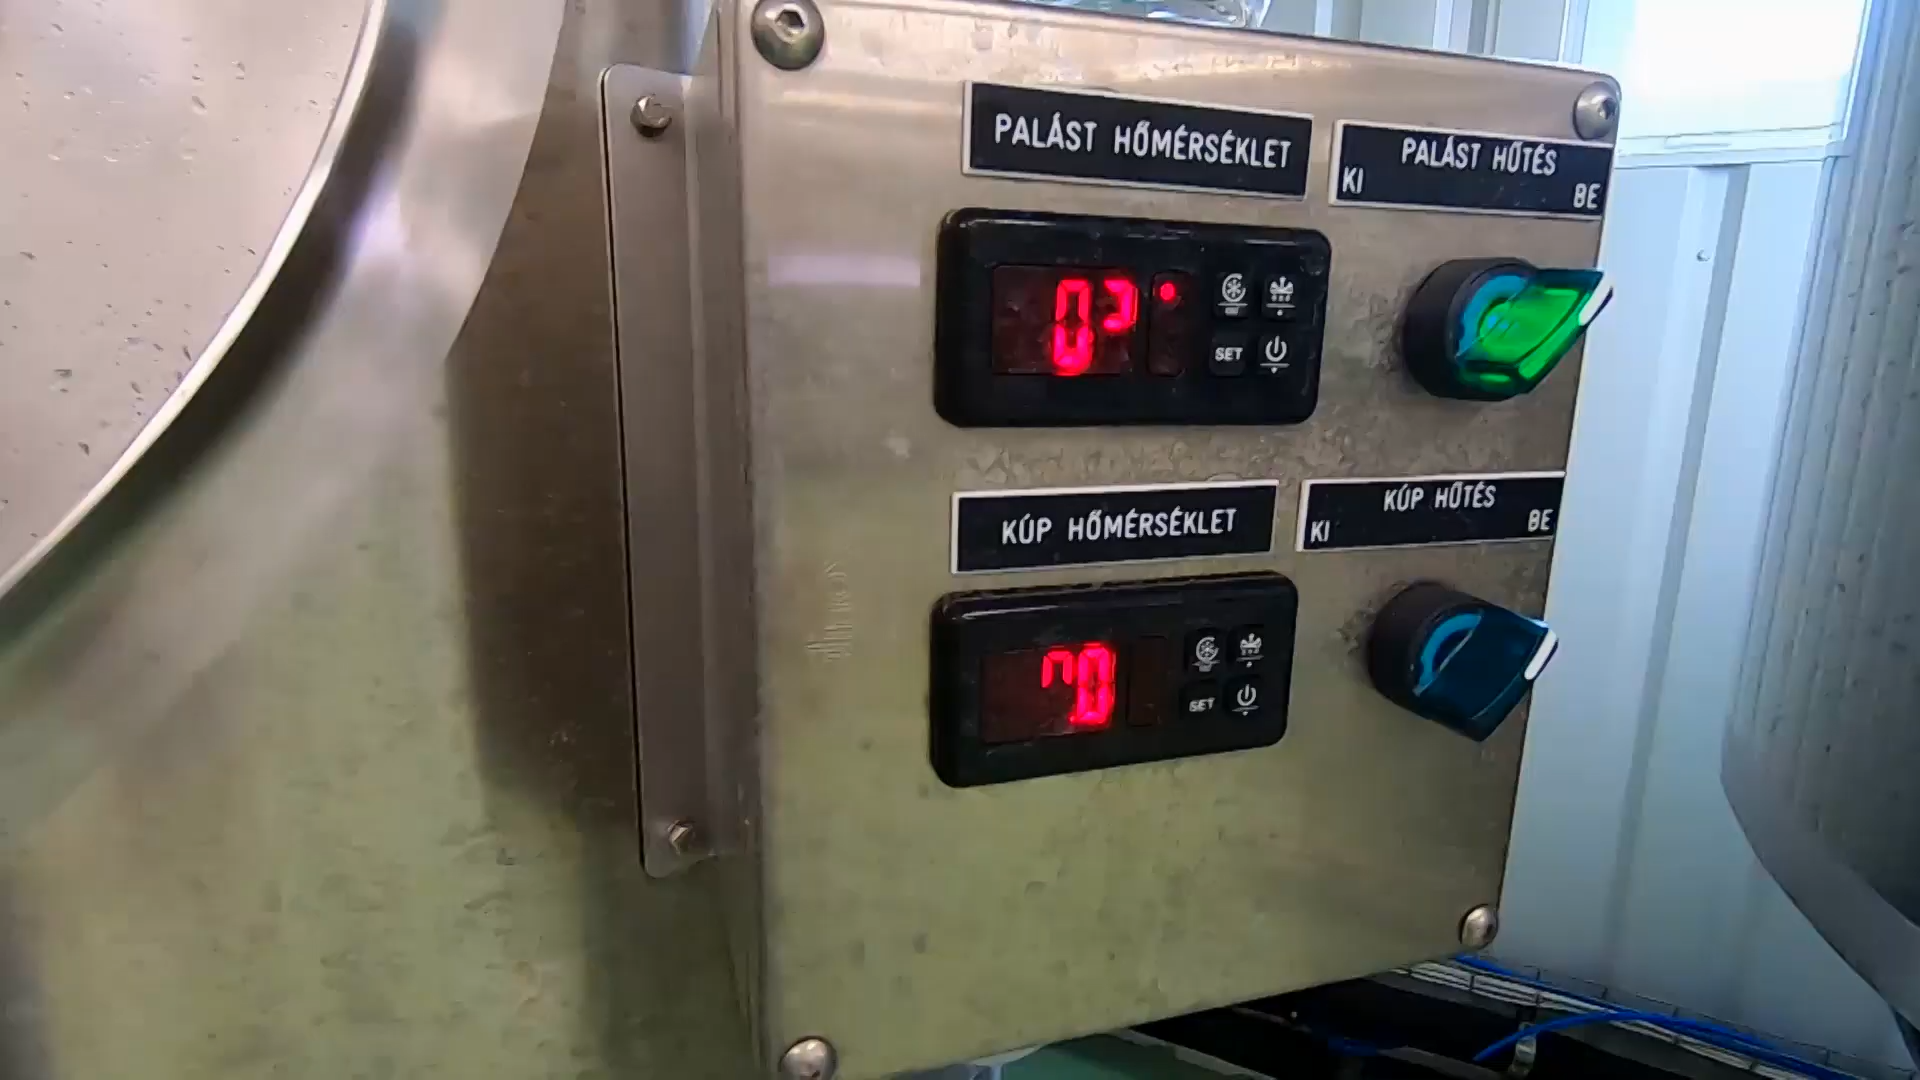 PALÁST HŐMÉRSÉKLET
PALÁST HŰTÉS
KI BE
SET
KÚP HŐMÉRSÉKLET
KÚP HŰTÉS
KI BE
SET